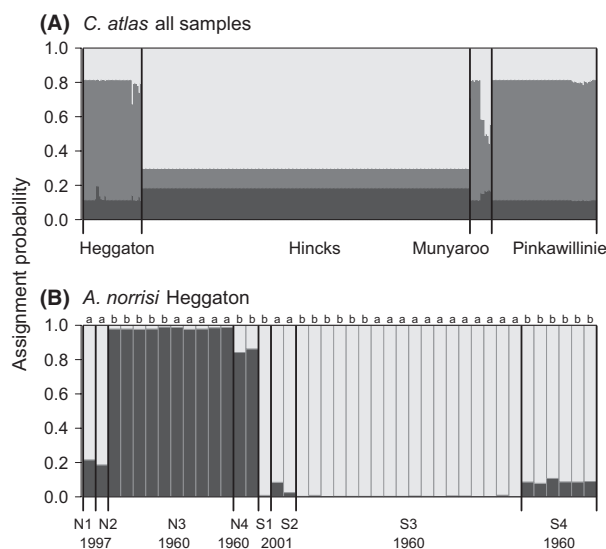 (A) C. atlas all samples
1.0
0.8
0.6
0.4
0.2
0.0
Heggaton Hincks Munyaroo Pinkawillinie
Assignment probability
(B) A. norrisi Heggaton
1.0
0.8
0.6
0.4
0.2
0.0
N1 N2 N3 N4 S1 S2 S3 S4
1997 1960 1960 2001 1960 1960